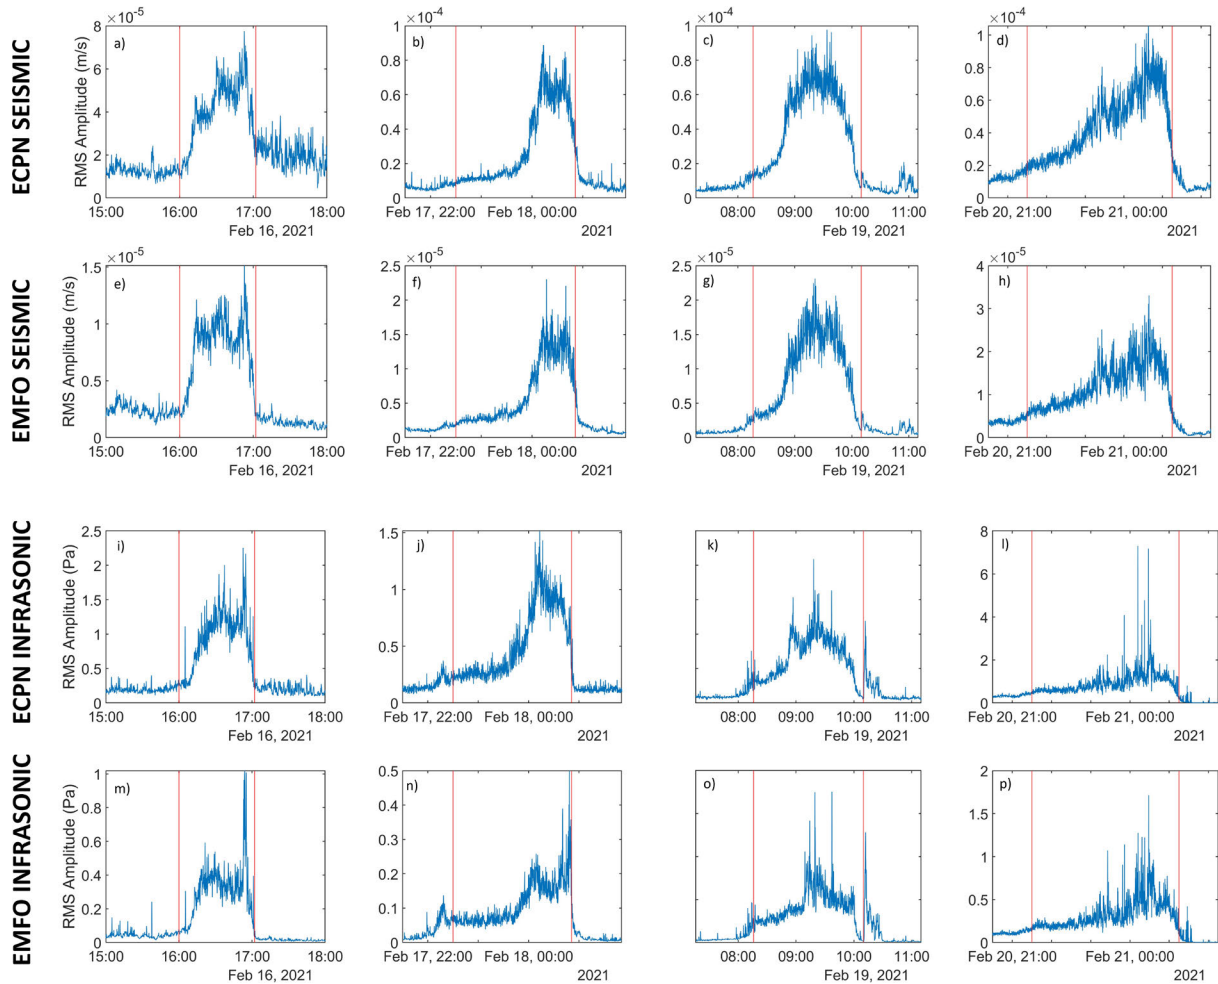 ECPN SEISMIC
RMS Amplitude (m/s)
×10-5
a)
8
6
4
2
0
15:00 16:00 17:00 18:00
Feb 16, 2021
×10-4
b)
1
0.8
0.6
0.4
0.2
0
Feb 17, 22:00 Feb 18, 00:00
2021
×10-4
c)
1
0.8
0.6
0.4
0.2
0
08:00 09:00 10:00 11:00
Feb 19, 2021
×10-4
d)
1
0.8
0.6
0.4
0.2
0
Feb 20, 21:00 Feb 21, 00:00
2021
EMFO SEISMIC
RMS Amplitude (m/s)
×10-5
e)
1.5
1
0.5
0
15:00 16:00 17:00 18:00
Feb 16, 2021
×10-5
f)
2.5
2
1.5
1
0.5
0
Feb 17, 22:00 Feb 18, 00:00
2021
×10-5
g)
2.5
2
1.5
1
0.5
0
08:00 09:00 10:00 11:00
Feb 19, 2021
×10-5
h)
4
3
2
1
0
Feb 20, 21:00 Feb 21, 00:00
2021
ECPN INFRASONIC
RMS Amplitude (Pa)
i)
2.5
2
1.5
1
0.5
0
15:00 16:00 17:00 18:00
Feb 16, 2021
j)
1.5
1
0.5
0
Feb 17, 22:00 Feb 18, 00:00
2021
k)
08:00 09:00 10:00 11:00
Feb 19, 2021
l)
8
6
4
2
0
Feb 20, 21:00 Feb 21, 00:00
2021
EMFO INFRASONIC
RMS Amplitude (Pa)
m)
1
0.8
0.6
0.4
0.2
0
15:00 16:00 17:00 18:00
Feb 16, 2021
n)
0.5
0.4
0.3
0.2
0.1
0
Feb 17, 22:00 Feb 18, 00:00
2021
o)
08:00 09:00 10:00 11:00
Feb 19, 2021
p)
2
1.5
1
0.5
0
Feb 20, 21:00 Feb 21, 00:00
2021